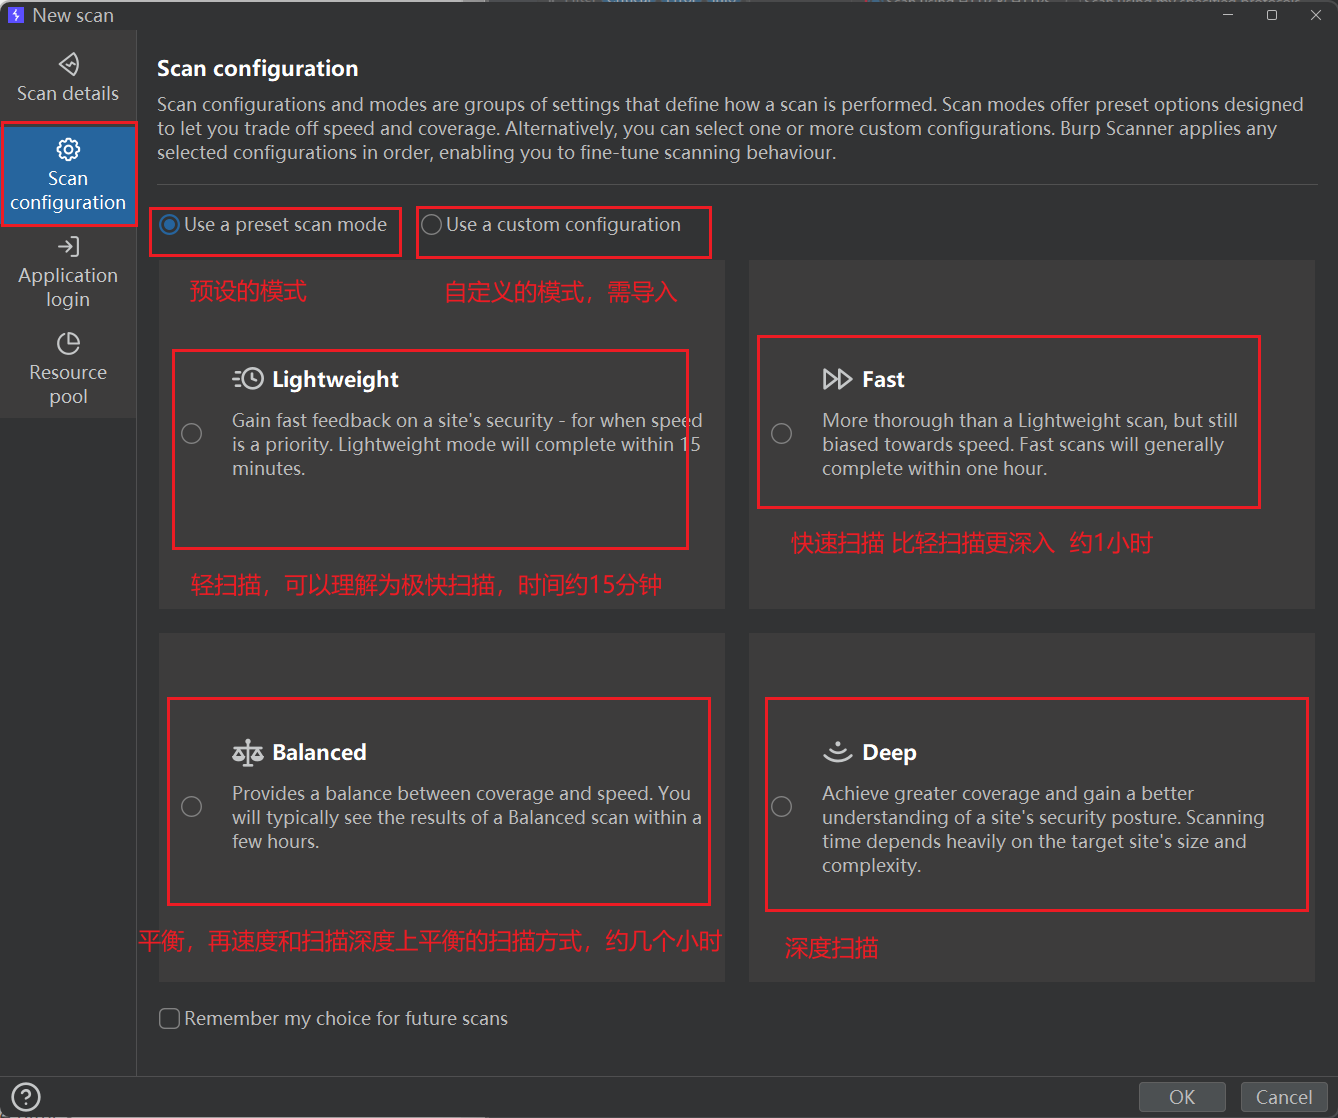 New scan
Scan details
Scan
configuration
Application
login
Resource
pool
Scan configuration
Scan configurations and modes are groups of settings that define how a scan is performed. Scan modes offer preset options designed
to let you trade off speed and coverage. Alternatively, you can select one or more custom configurations. Burp Scanner applies any
selected configurations in order, enabling you to fine-tune scanning behaviour.
Use a preset scan mode
Use a custom configuration
预设的模式
自定义的模式，需导入
Lightweight
Gain fast feedback on a site's security - for when speed
is a priority. Lightweight mode will complete within 15
minutes.
轻扫描，可以理解为极快扫描，时间约15分钟
Fast
More thorough than a Lightweight scan, but still
biased towards speed. Fast scans will generally
complete within one hour.
快速扫描 比轻扫描更深入 约1小时
Balanced
Provides a balance between coverage and speed. You
will typically see the results of a Balanced scan within a
few hours.
平衡，再速度和扫描深度上平衡的扫描方式，约几个小时
Deep
Achieve greater coverage and gain a better
understanding of a site's security posture. Scanning
time depends heavily on the target site's size and
complexity.
深度扫描
Remember my choice for future scans
OK
Cancel